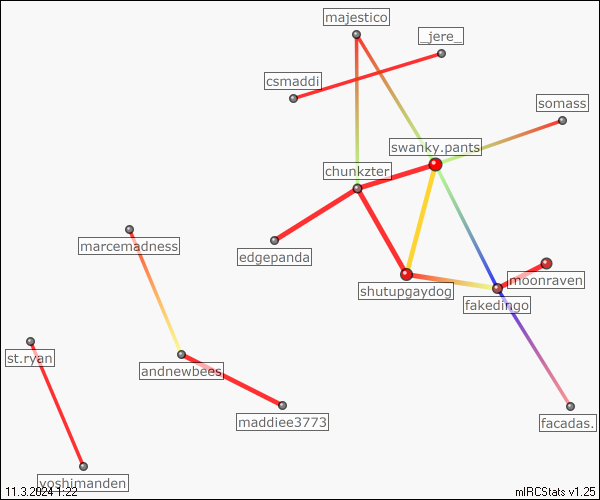 majestico
_jere_
csmaddi
somass
swanky.pants
chunkzter
marcemadness
edgepanda
moonraven
shutupgaydog
fakedingo
st.ryan
andnewbees
maddiee3773
facadas.
yoshimanden
11.3.2024 1:22
mIRCStats v1.25